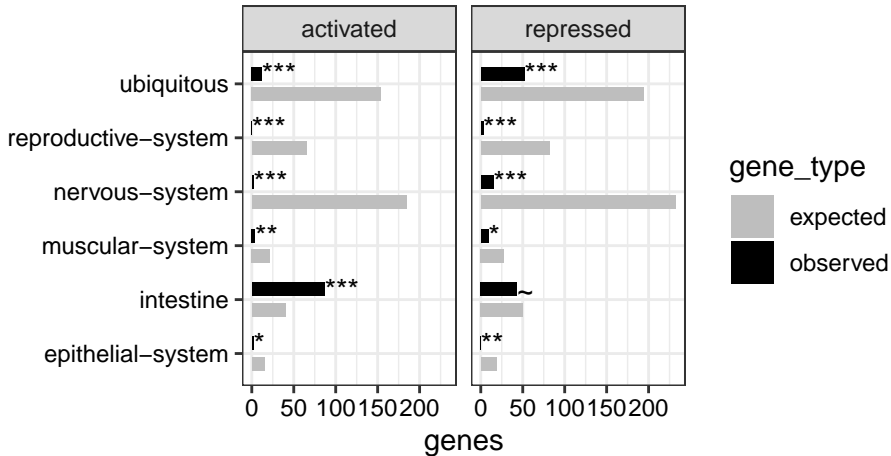 activated repressed
ubiquitous *** ***
reproductive−system *** ***
nervous−system *** ***
muscular−system ** *
intestine *** ~
epithelial−system * **
0 50 100 150 200 0 50 100 150 200
genes
gene_type
expected
observed